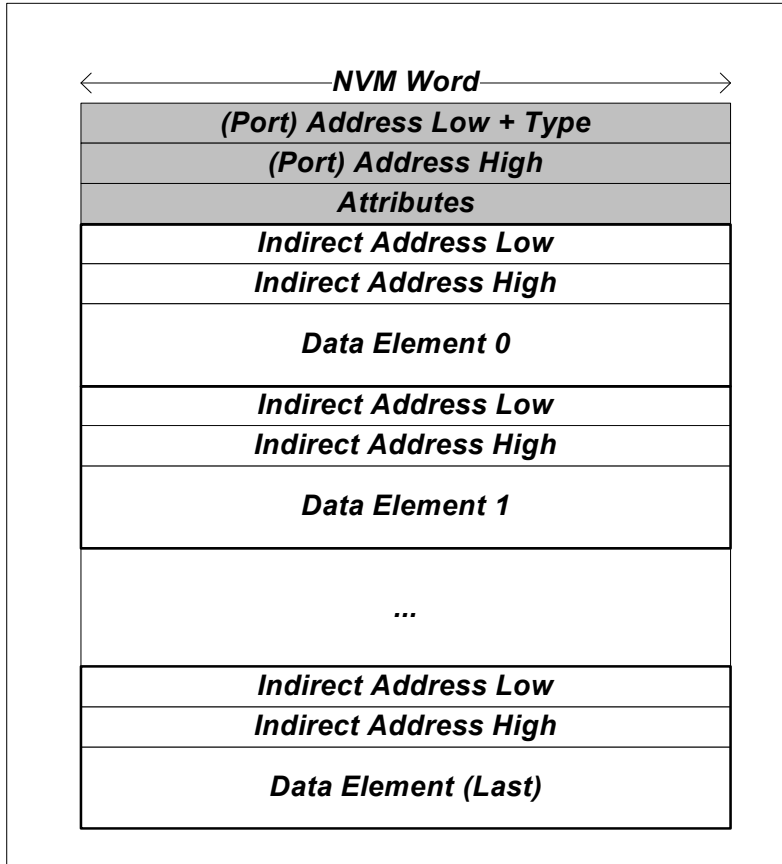 NVM Word
(Port) Address Low + Type
(Port) Address High
Attributes
Indirect Address Low
Indirect Address High
Data Element 0
Indirect Address Low
Indirect Address High
Data Element 1
...
Indirect Address Low
Indirect Address High
Data Element (Last)